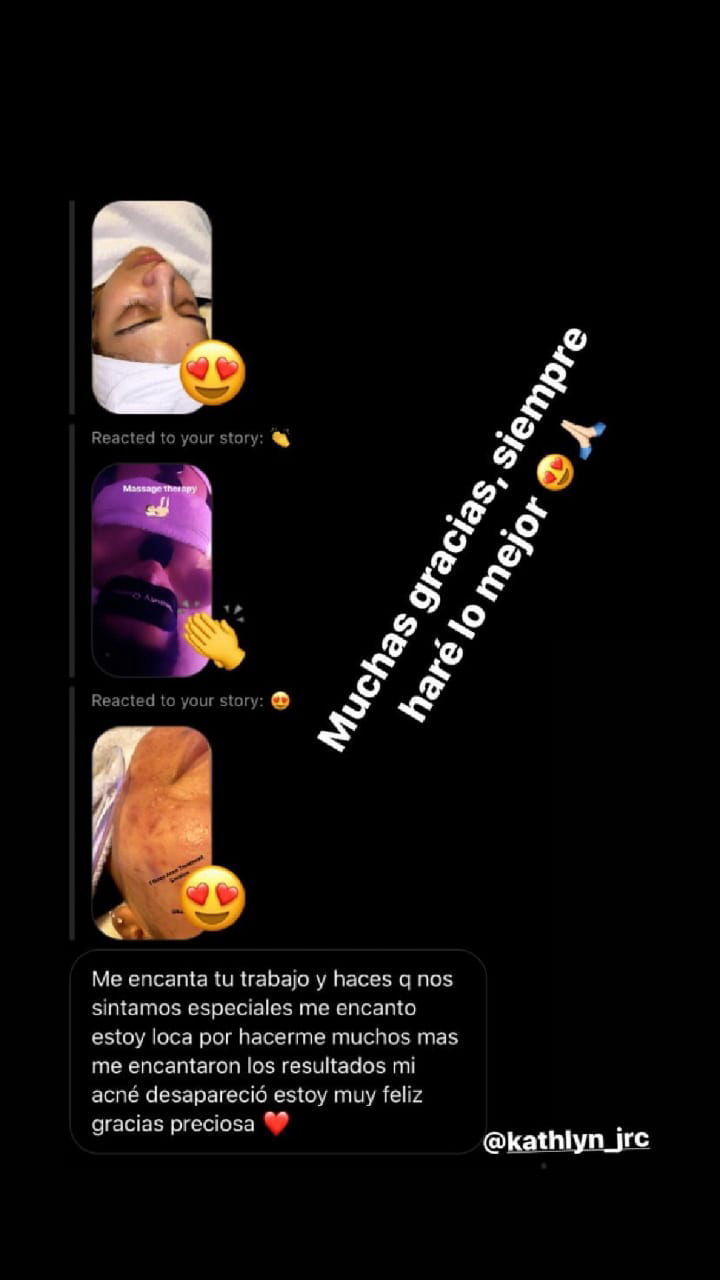 Reacted to your story: 👏
Massage therapy
Reacted to your story: 😍
Muchas gracias, siempre
haré lo mejor 😍 🙏🏻
Me encanta tu trabajo y haces q nos
sintamos especiales me encanto
estoy loca por hacerme muchos mas
me encantaron los resultados mi
acné desapareció estoy muy feliz
gracias preciosa ❤️
@kathlyn_jrc